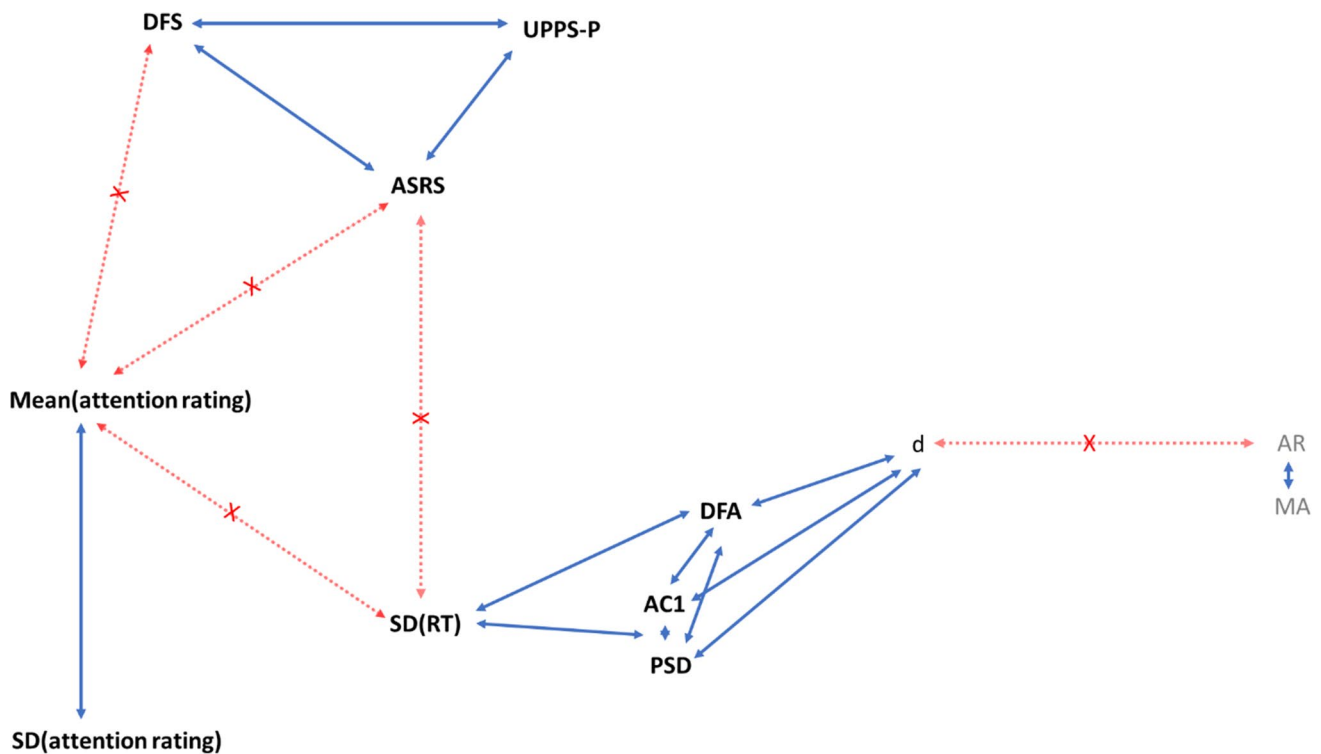 DFS
UPPS-P
ASRS
Mean(attention rating)
d
AR
MA
DFA
AC1
SD(RT)
PSD
SD(attention rating)